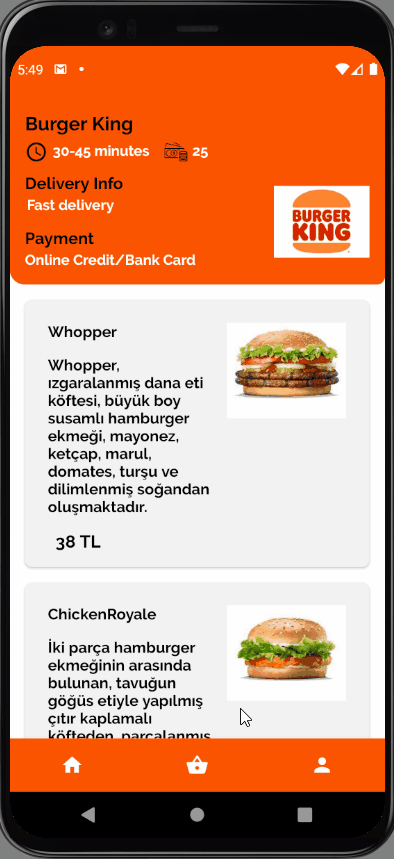 5:49
Burger King
30-45 minutes 25
Delivery Info
Fast delivery
Payment
Online Credit/Bank Card
BURGER
KING
Whopper
Whopper,
ızgaralanmış dana eti
köftesi, büyük boy
susamlı hamburger
ekmeği, mayonez,
ketçap, marul,
domates, turşu ve
dilimlenmiş soğandan
oluşmaktadır.
38 TL
ChickenRoyale
İki parça hamburger
ekmeğinin arasında
bulunan, tavuğun
göğüs etiyle yapılmış
çıtır kaplamalı
köfteden, parçalanmış